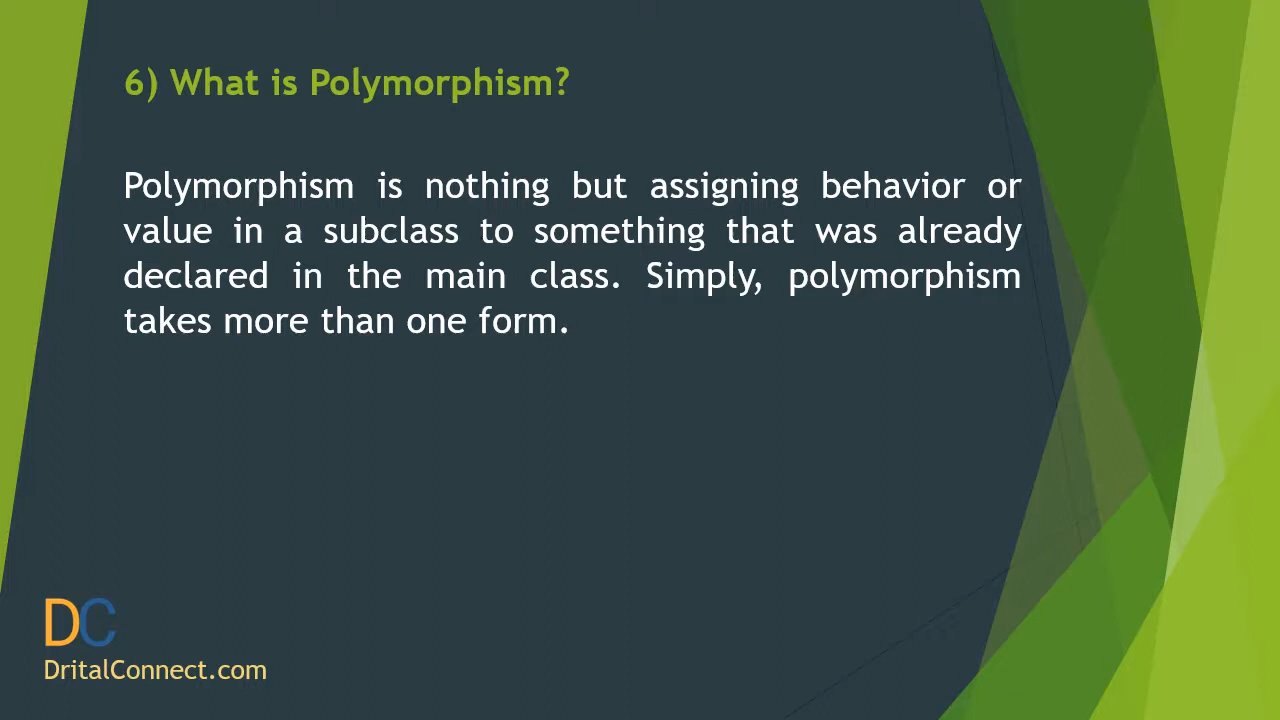 6) What is Polymorphism?
Polymorphism is nothing but assigning behavior or
value in a subclass to something that was already
declared in the main class. Simply, polymorphism
takes more than one form.
DC
DritalConnect.com